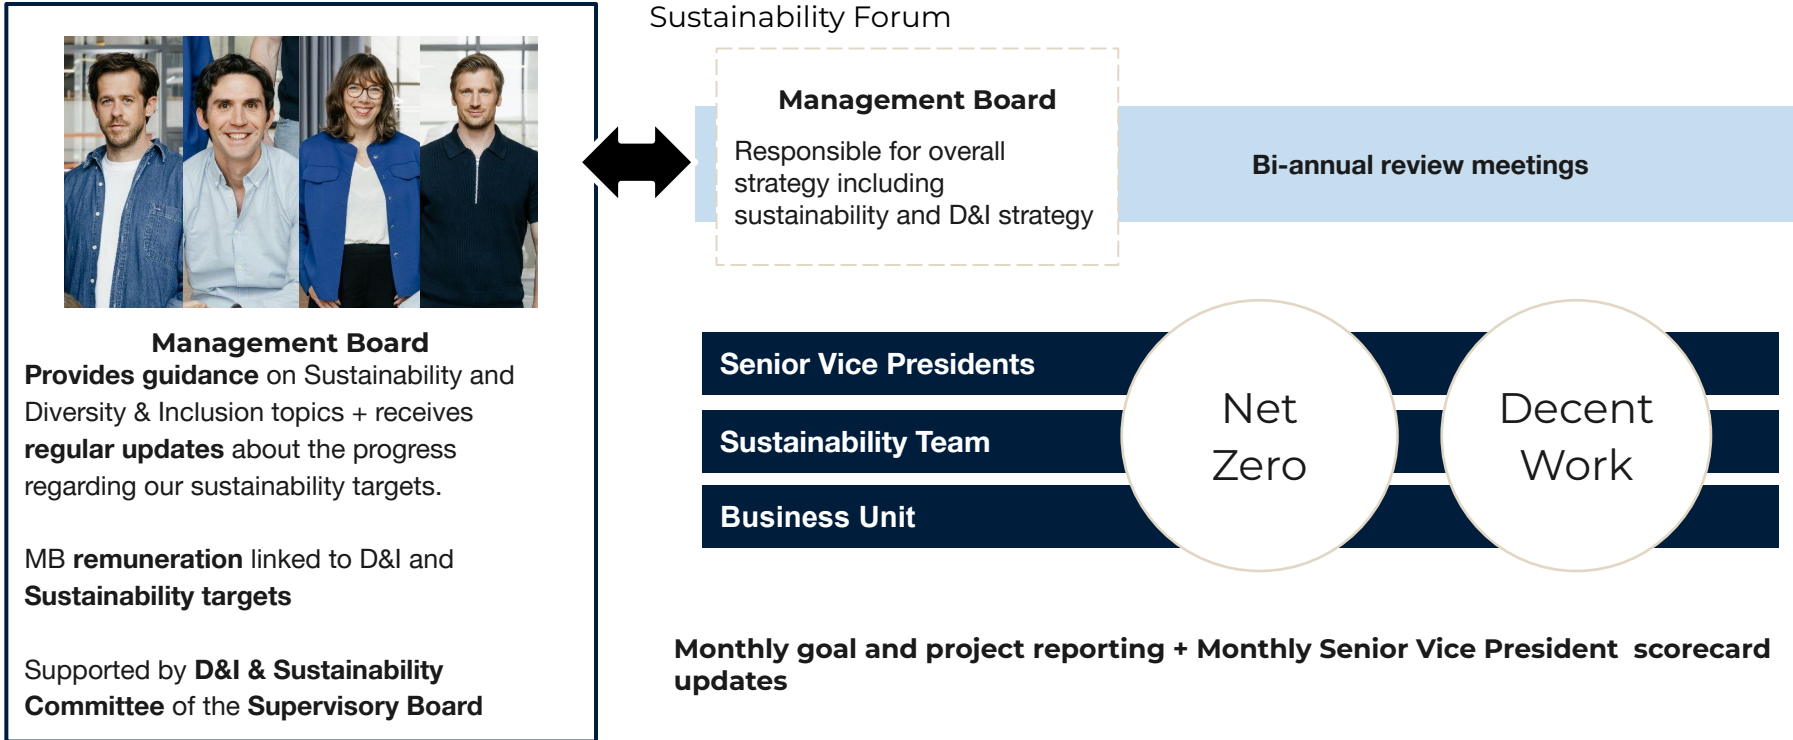 Management Board
Provides guidance on Sustainability and
Diversity & Inclusion topics + receives
regular updates about the progress
regarding our sustainability targets.
MB remuneration linked to D&I and
Sustainability targets
Supported by D&I & Sustainability
Committee of the Supervisory Board
Sustainability Forum
Management Board
Responsible for overall
strategy including
sustainability and D&I strategy
Bi-annual review meetings
Senior Vice Presidents
Sustainability Team
Business Unit
Net
Zero
Decent
Work
Monthly goal and project reporting + Monthly Senior Vice President scorecard
updates